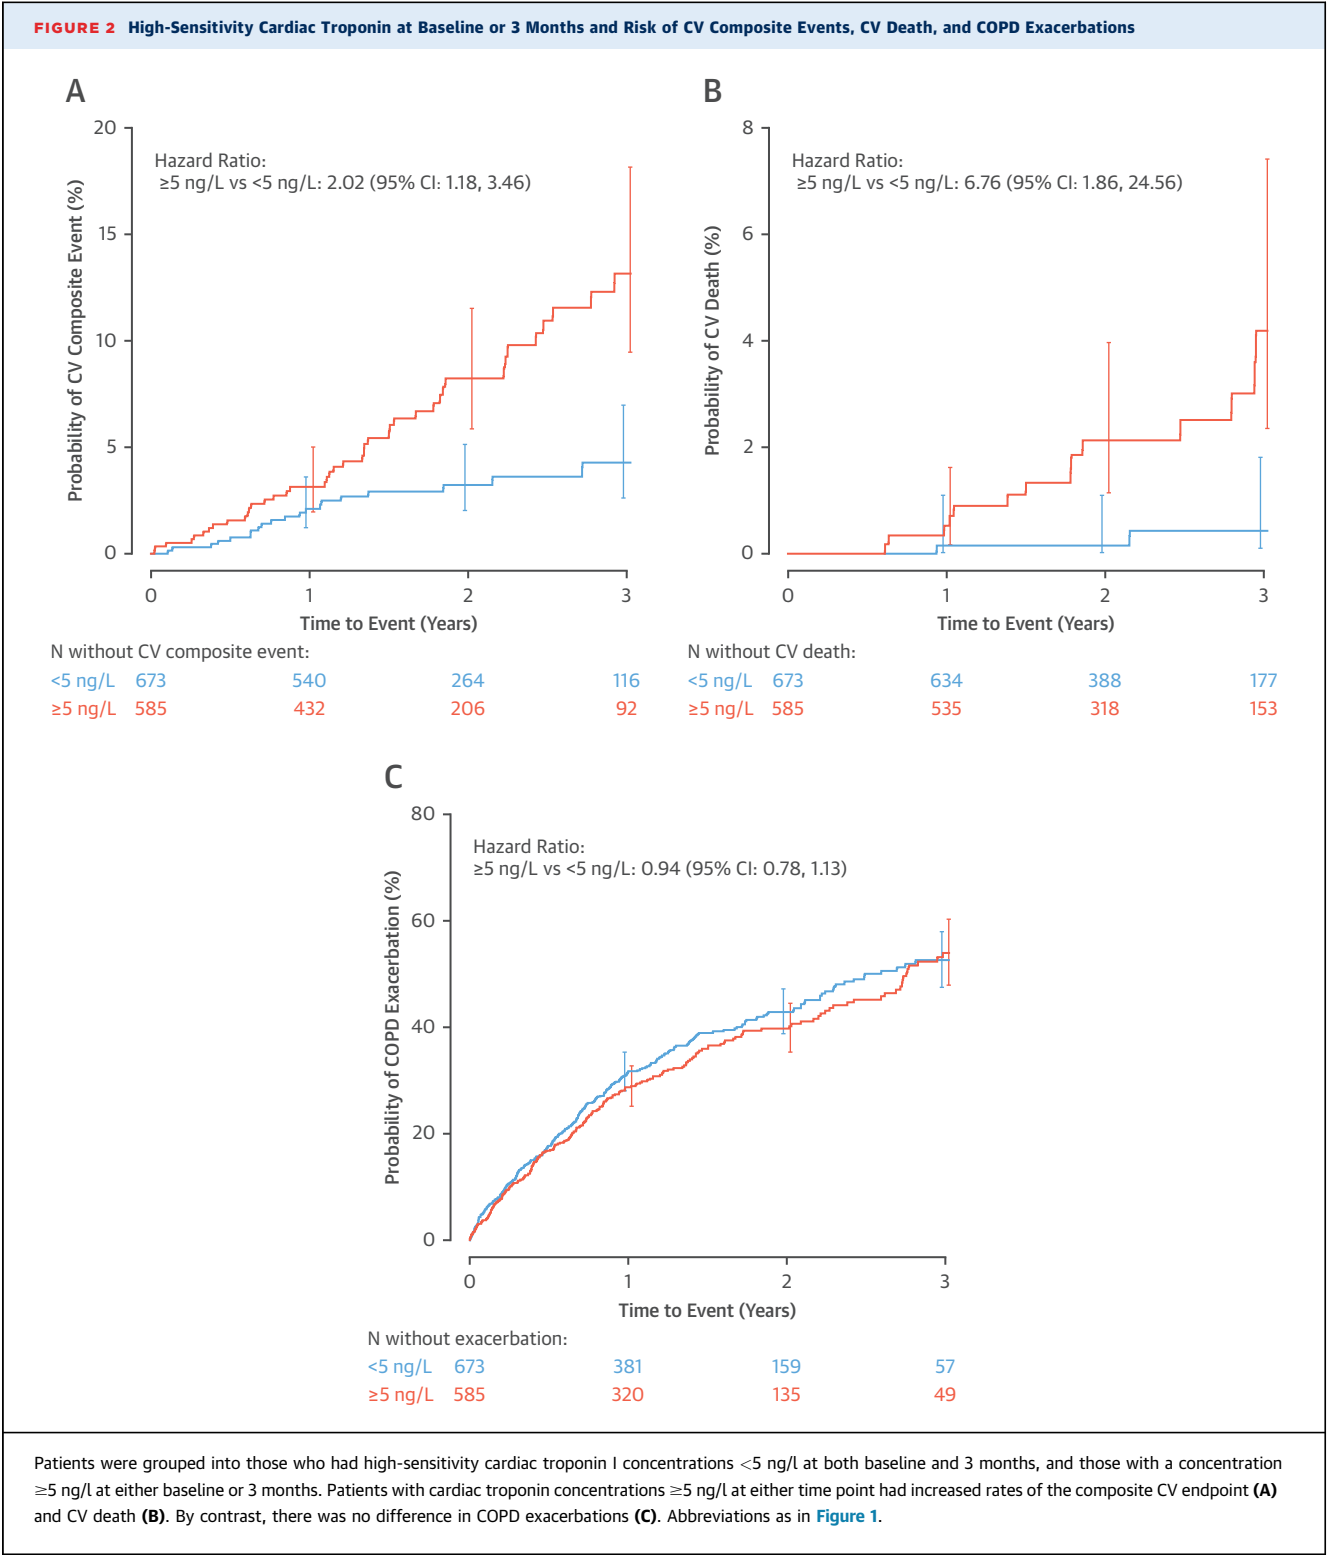 FIGURE 2 High-Sensitivity Cardiac Troponin at Baseline or 3 Months and Risk of CV Composite Events, CV Death, and COPD Exacerbations
A
Hazard Ratio:
≥5 ng/L vs <5 ng/L: 2.02 (95% CI: 1.18, 3.46)
Probability of CV Composite Event (%)
20
15
10
5
0
0 1 2 3
Time to Event (Years)
N without CV composite event:
<5 ng/L 673 540 264 116
≥5 ng/L 585 432 206 92
B
Hazard Ratio:
≥5 ng/L vs <5 ng/L: 6.76 (95% CI: 1.86, 24.56)
Probability of CV Death (%)
8
6
4
2
0
0 1 2 3
Time to Event (Years)
N without CV death:
<5 ng/L 673 634 388 177
≥5 ng/L 585 535 318 153
C
Hazard Ratio:
≥5 ng/L vs <5 ng/L: 0.94 (95% CI: 0.78, 1.13)
Probability of COPD Exacerbation (%)
80
60
40
20
0
0 1 2 3
Time to Event (Years)
N without exacerbation:
<5 ng/L 673 381 159 57
≥5 ng/L 585 320 135 49
Patients were grouped into those who had high-sensitivity cardiac troponin I concentrations <5 ng/l at both baseline and 3 months, and those with a concentration
≥5 ng/l at either baseline or 3 months. Patients with cardiac troponin concentrations ≥5 ng/l at either time point had increased rates of the composite CV endpoint (A)
and CV death (B). By contrast, there was no difference in COPD exacerbations (C). Abbreviations as in Figure 1.